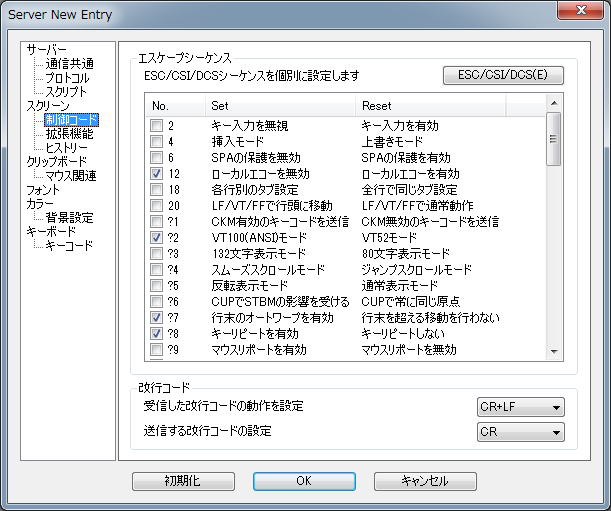 Server New Entry
サーバー
通信共通
プロトコル
スクリプト
スクリーン
制御コード
拡張機能
ヒストリー
クリップボード
マウス関連
フォント
カラー
背景設定
キーボード
キーコード
エスケープシーケンス
ESC/CSI/DCSシーケンスを個別に設定します
ESC/CSI/DCS(E)
No. Set Reset
2 キー入力を無視 キー入力を有効
4 挿入モード 上書きモード
6 SPAの保護を無効 SPAの保護を有効
12 ローカルエコーを無効 ローカルエコーを有効
18 各行別のタブ設定 全行で同じタブ設定
20 LF/VT/FFで行頭に移動 LF/VT/FFで通常動作
?1 CKM有効のキーコードを送信 CKM無効のキーコードを送信
?2 VT100(ANSI)モード VT52モード
?3 132文字表示モード 80文字表示モード
?4 スムーズスクロールモード ジャンプスクロールモード
?5 反転表示モード 通常表示モード
?6 CUPでSTBMの影響を受ける CUPで常に同じ原点
?7 行末のオートワープを有効 行末を超える移動を行わない
?8 キーリピートを有効 キーリピートしない
?9 マウスリポートを有効 マウスリポートを無効
改行コード
受信した改行コードの動作を設定 CR+LF
送信する改行コードの設定 CR
初期化 OK キャンセル